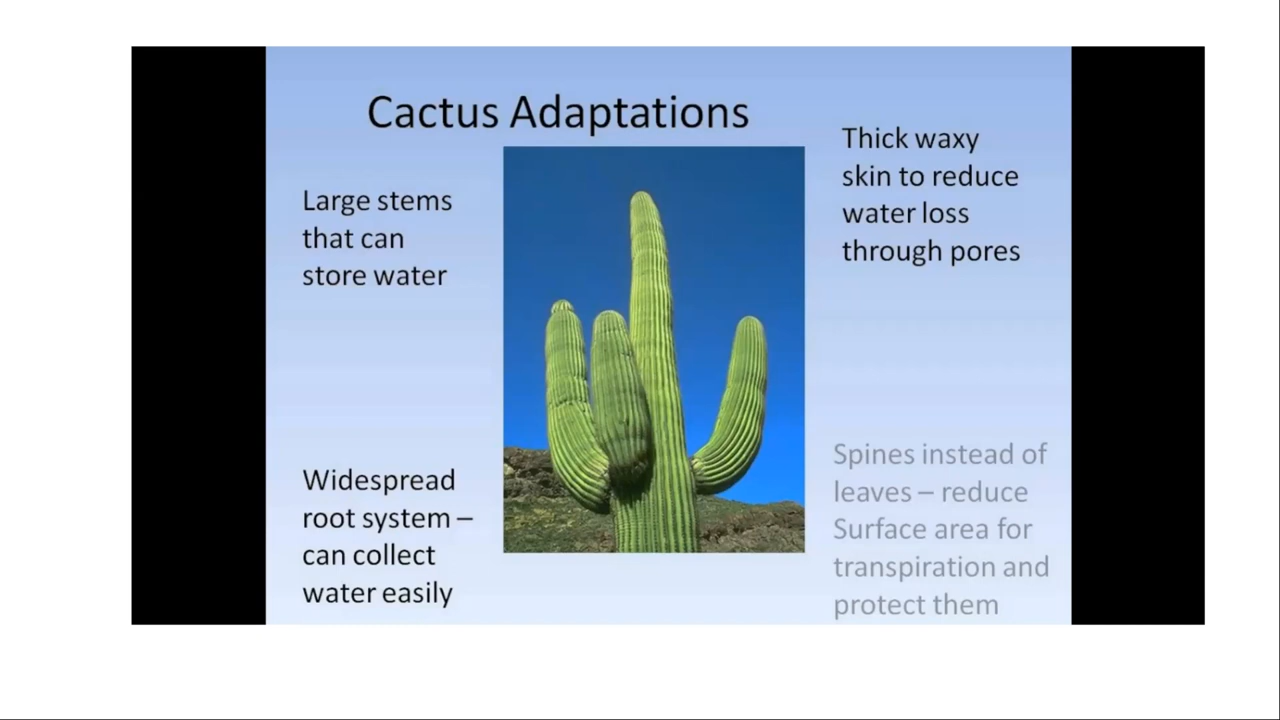 Cactus Adaptations
Large stems
that can
store water
Thick waxy
skin to reduce
water loss
through pores
Widespread
root system –
can collect
water easily
Spines instead of
leaves – reduce
Surface area for
transpiration and
protect them